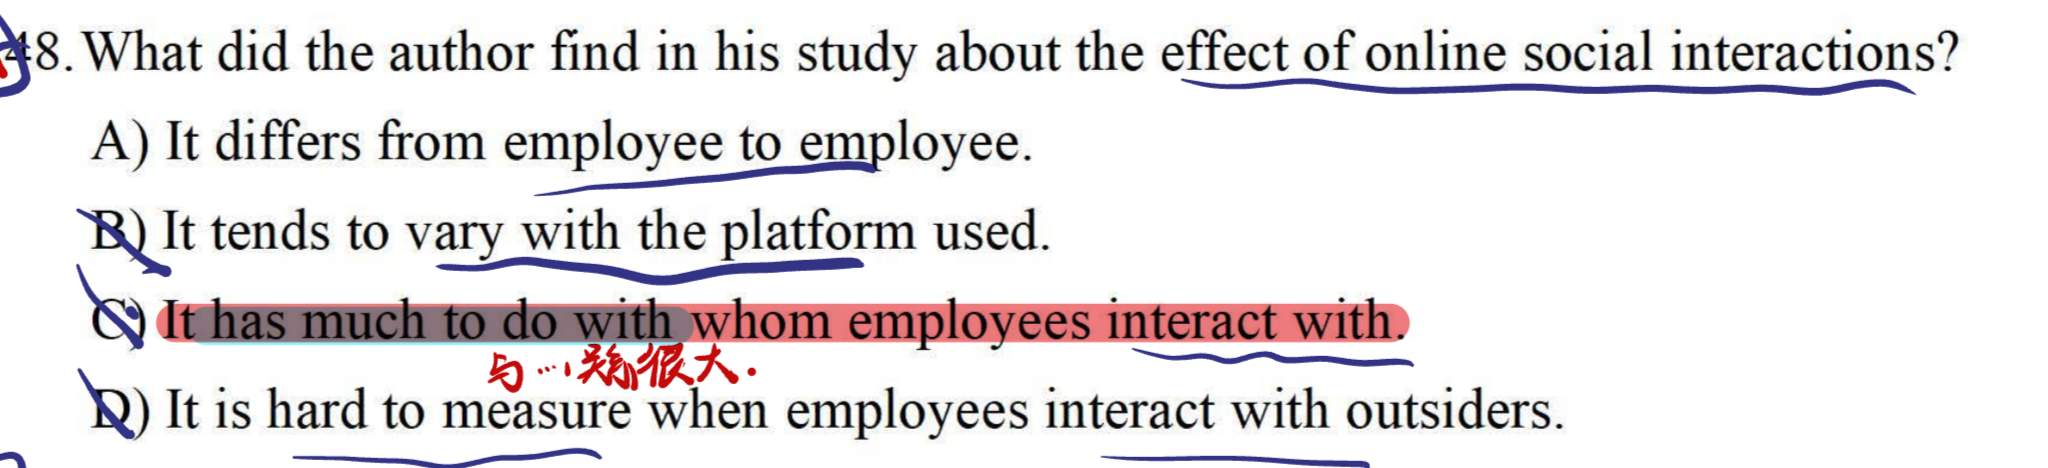 48. What did the author find in his study about the effect of online social interactions?
A) It differs from employee to employee.
B) It tends to vary with the platform used.
C) It has much to do with whom employees interact with.
与…关系很大.
D) It is hard to measure when employees interact with outsiders.